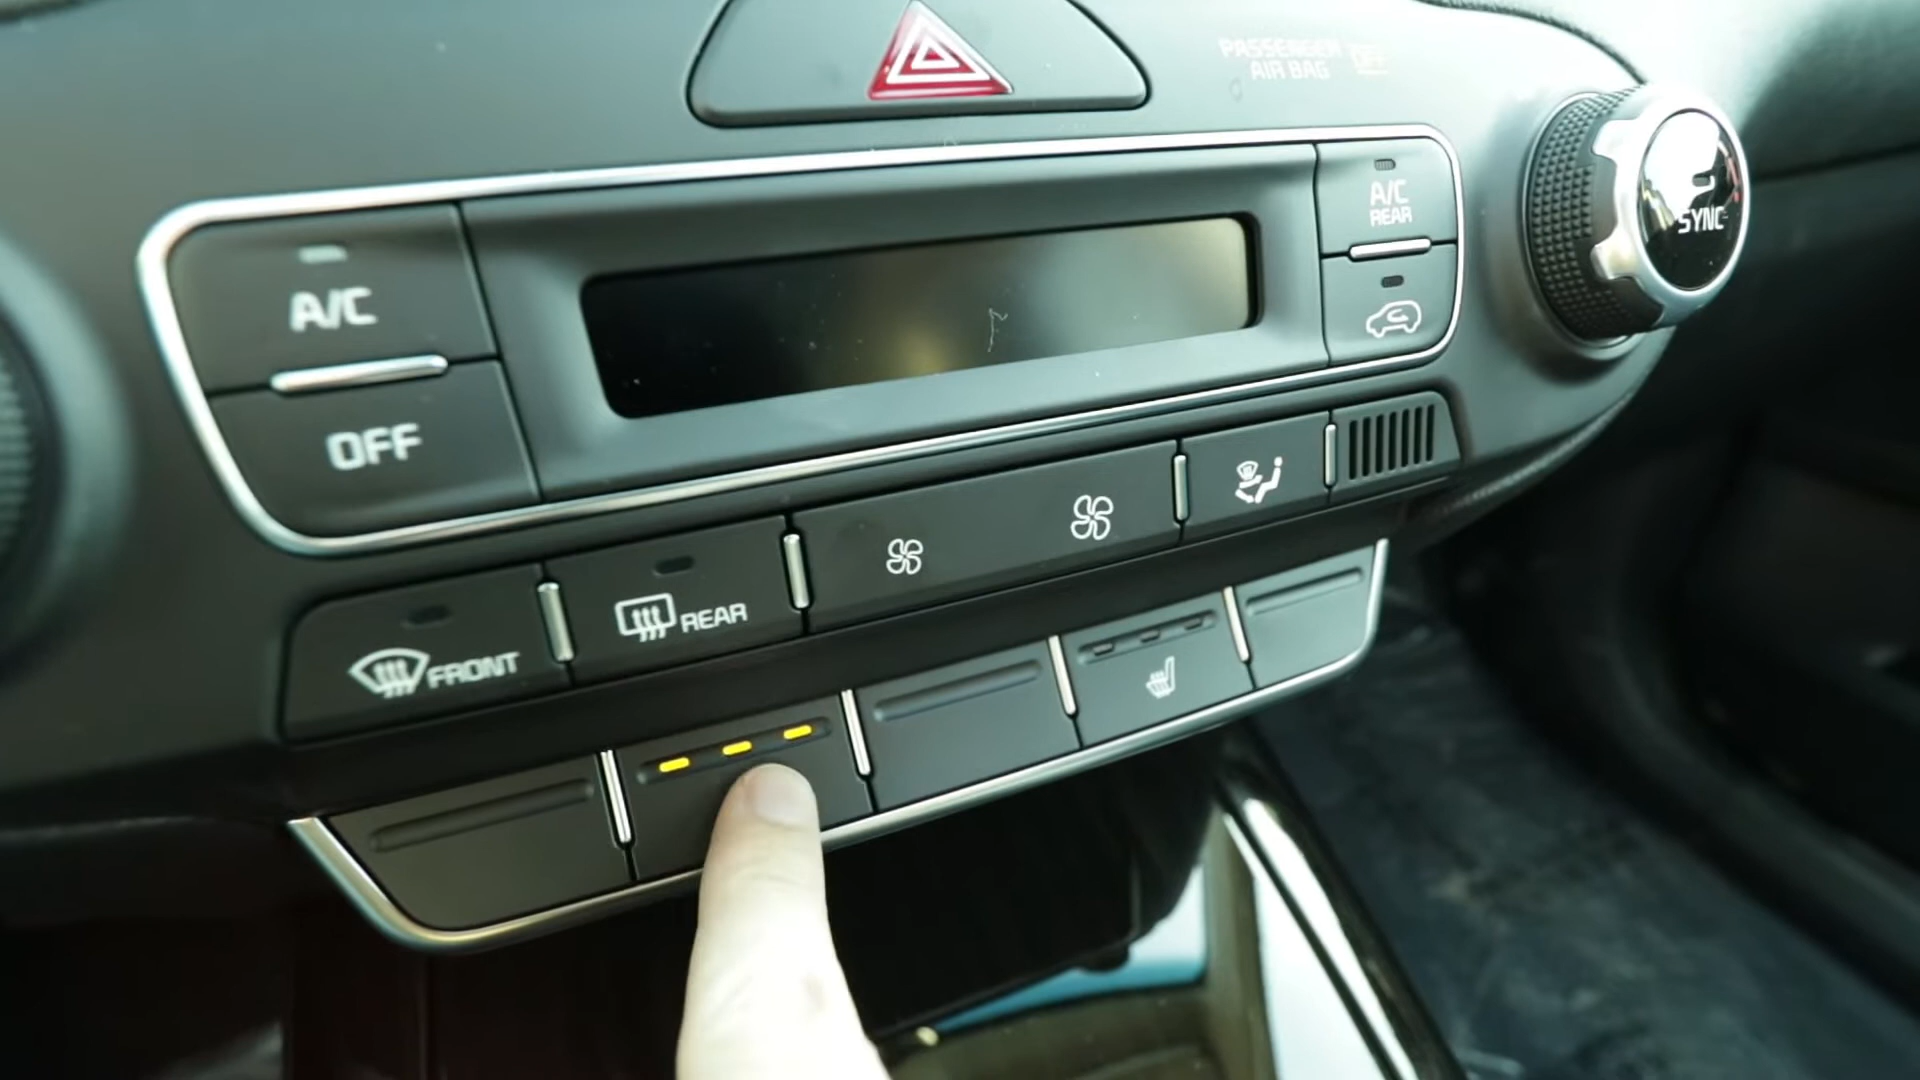 PASSENGER OFF
AIR BAG
A/C
REAR
SYNC
A/C
OFF
FRONT
REAR